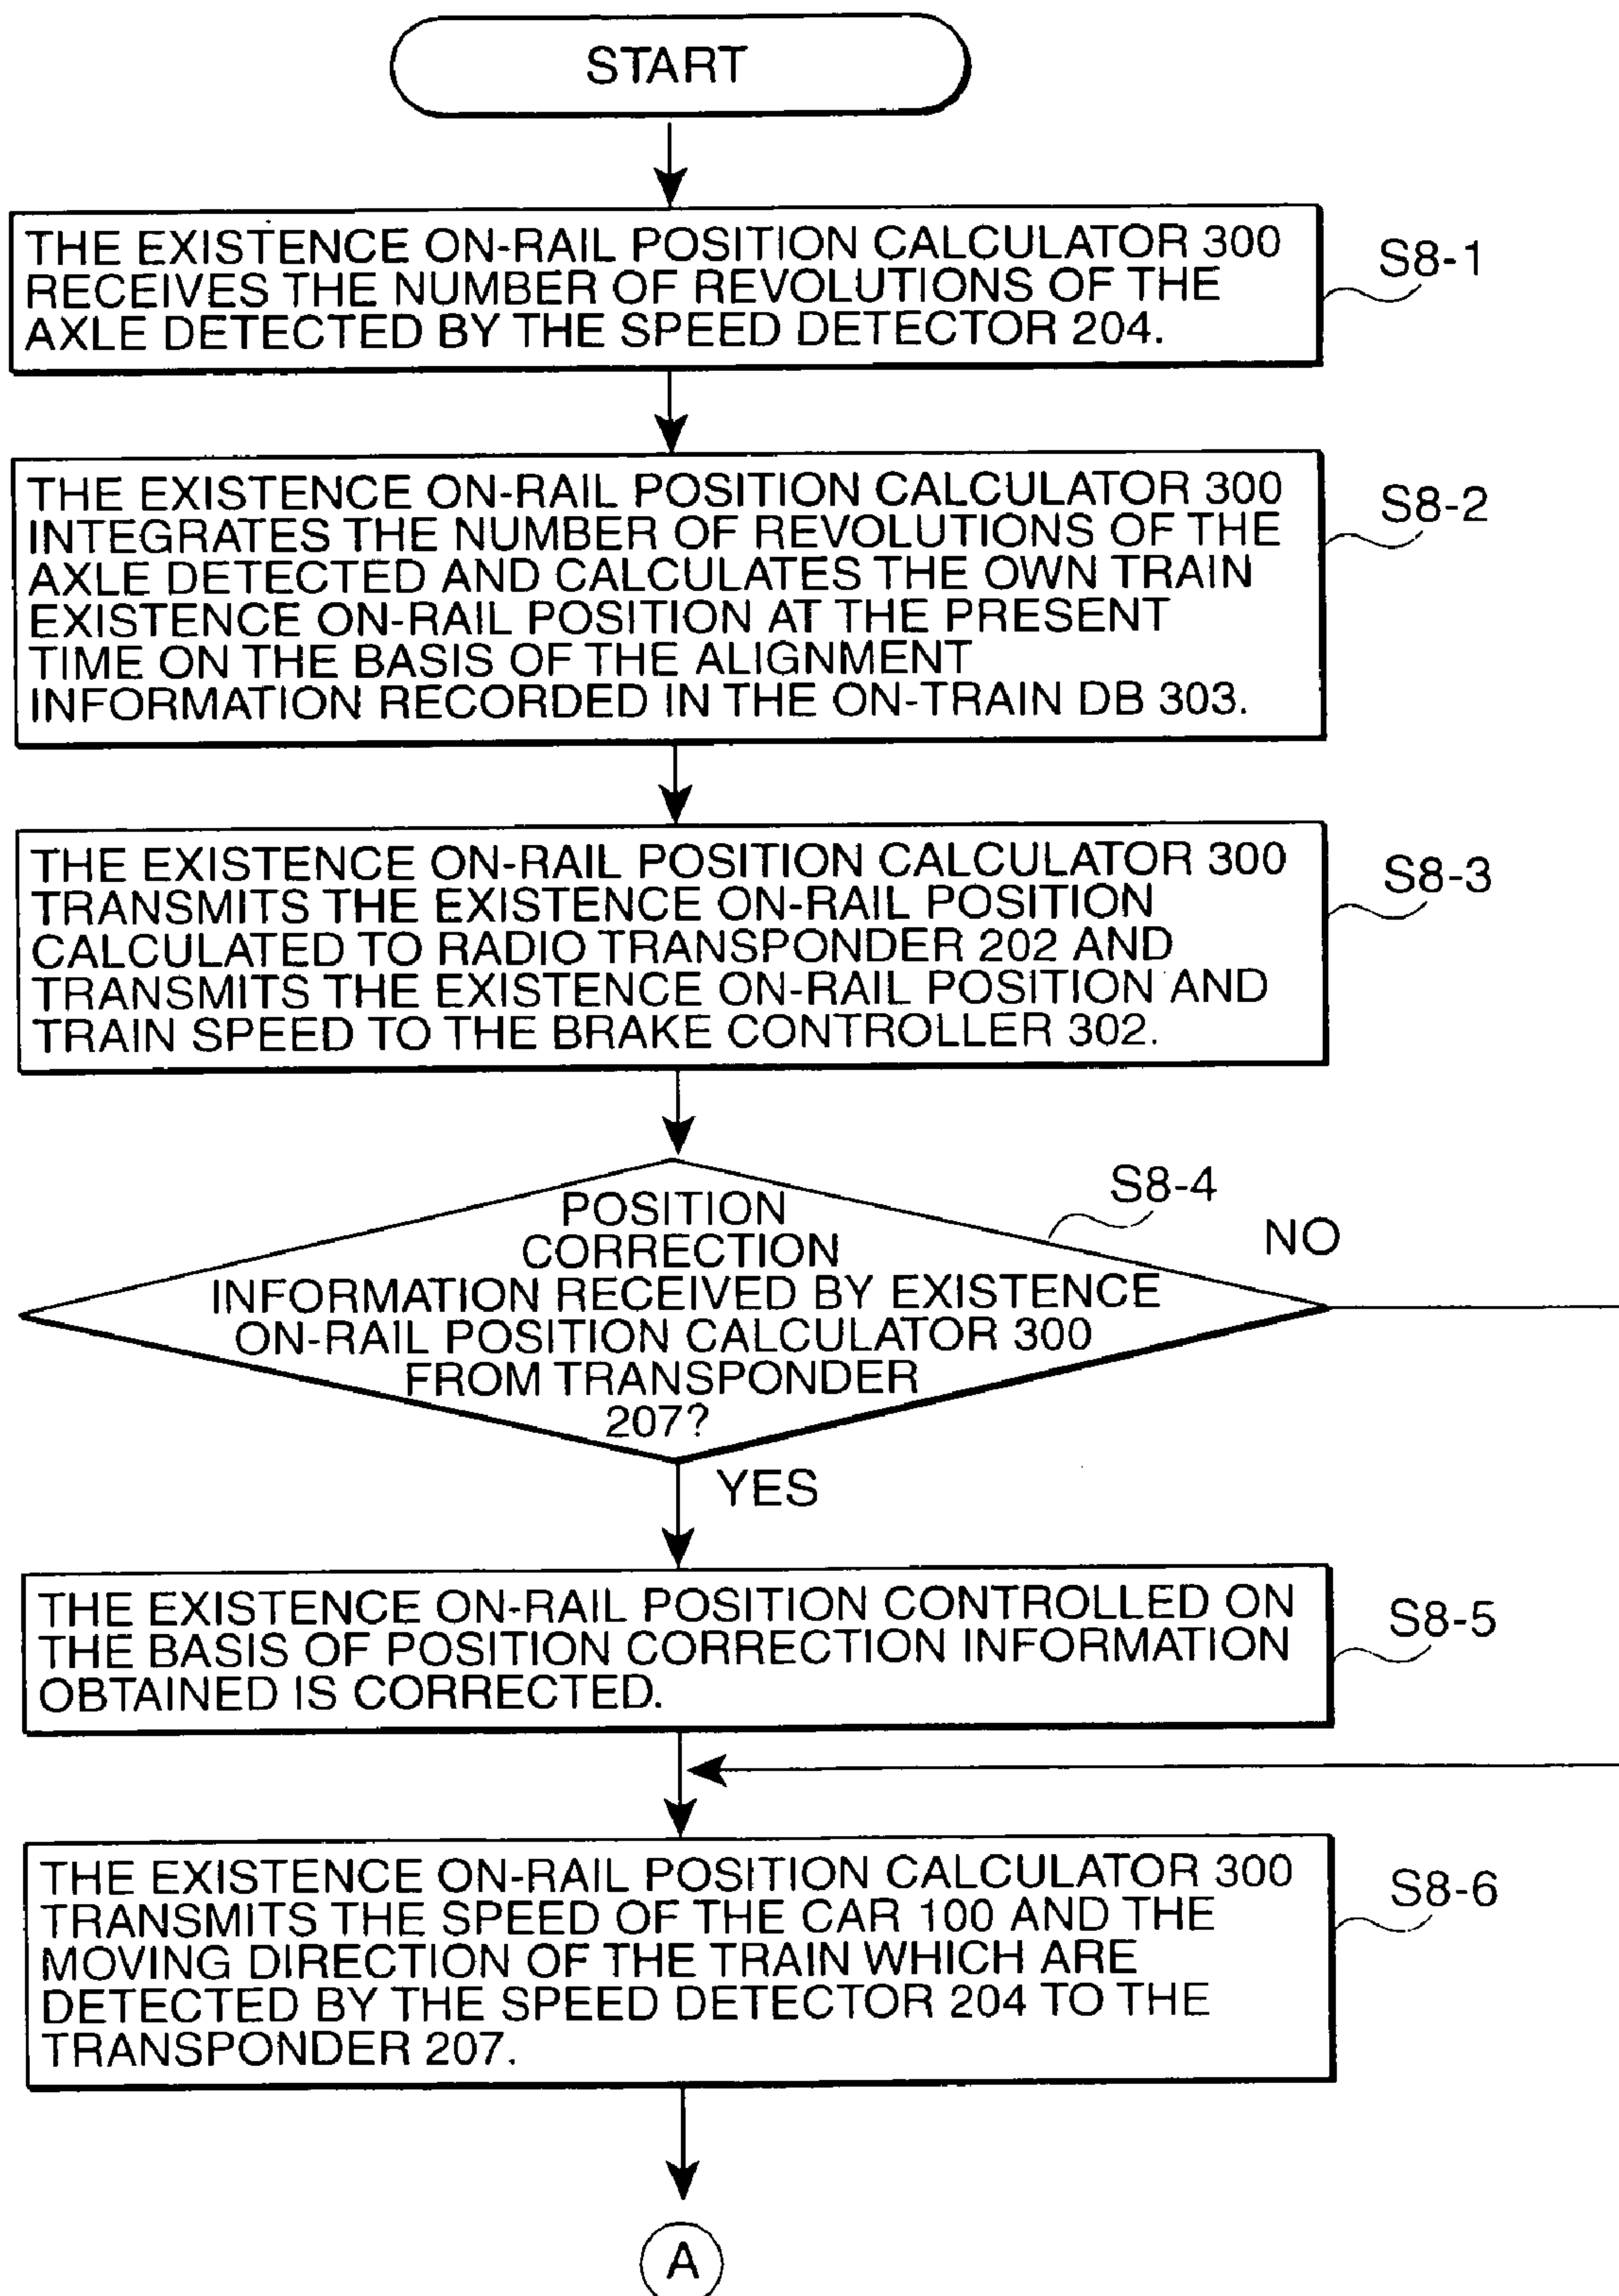 START
THE EXISTENCE ON-RAIL POSITION CALCULATOR 300
RECEIVES THE NUMBER OF REVOLUTIONS OF THE
AXLE DETECTED BY THE SPEED DETECTOR 204.
S8-1
THE EXISTENCE ON-RAIL POSITION CALCULATOR 300
INTEGRATES THE NUMBER OF REVOLUTIONS OF THE
AXLE DETECTED AND CALCULATES THE OWN TRAIN
EXISTENCE ON-RAIL POSITION AT THE PRESENT
TIME ON THE BASIS OF THE ALIGNMENT
INFORMATION RECORDED IN THE ON-TRAIN DB 303.
S8-2
THE EXISTENCE ON-RAIL POSITION CALCULATOR 300
TRANSMITS THE EXISTENCE ON-RAIL POSITION
CALCULATED TO RADIO TRANSPONDER 202 AND
TRANSMITS THE EXISTENCE ON-RAIL POSITION AND
TRAIN SPEED TO THE BRAKE CONTROLLER 302.
S8-3
POSITION
CORRECTION
INFORMATION RECEIVED BY EXISTENCE
ON-RAIL POSITION CALCULATOR 300
FROM TRANSPONDER
207?
S8-4
NO
YES
THE EXISTENCE ON-RAIL POSITION CONTROLLED ON
THE BASIS OF POSITION CORRECTION INFORMATION
OBTAINED IS CORRECTED.
S8-5
THE EXISTENCE ON-RAIL POSITION CALCULATOR 300
TRANSMITS THE SPEED OF THE CAR 100 AND THE
MOVING DIRECTION OF THE TRAIN WHICH ARE
DETECTED BY THE SPEED DETECTOR 204 TO THE
TRANSPONDER 207.
S8-6
A